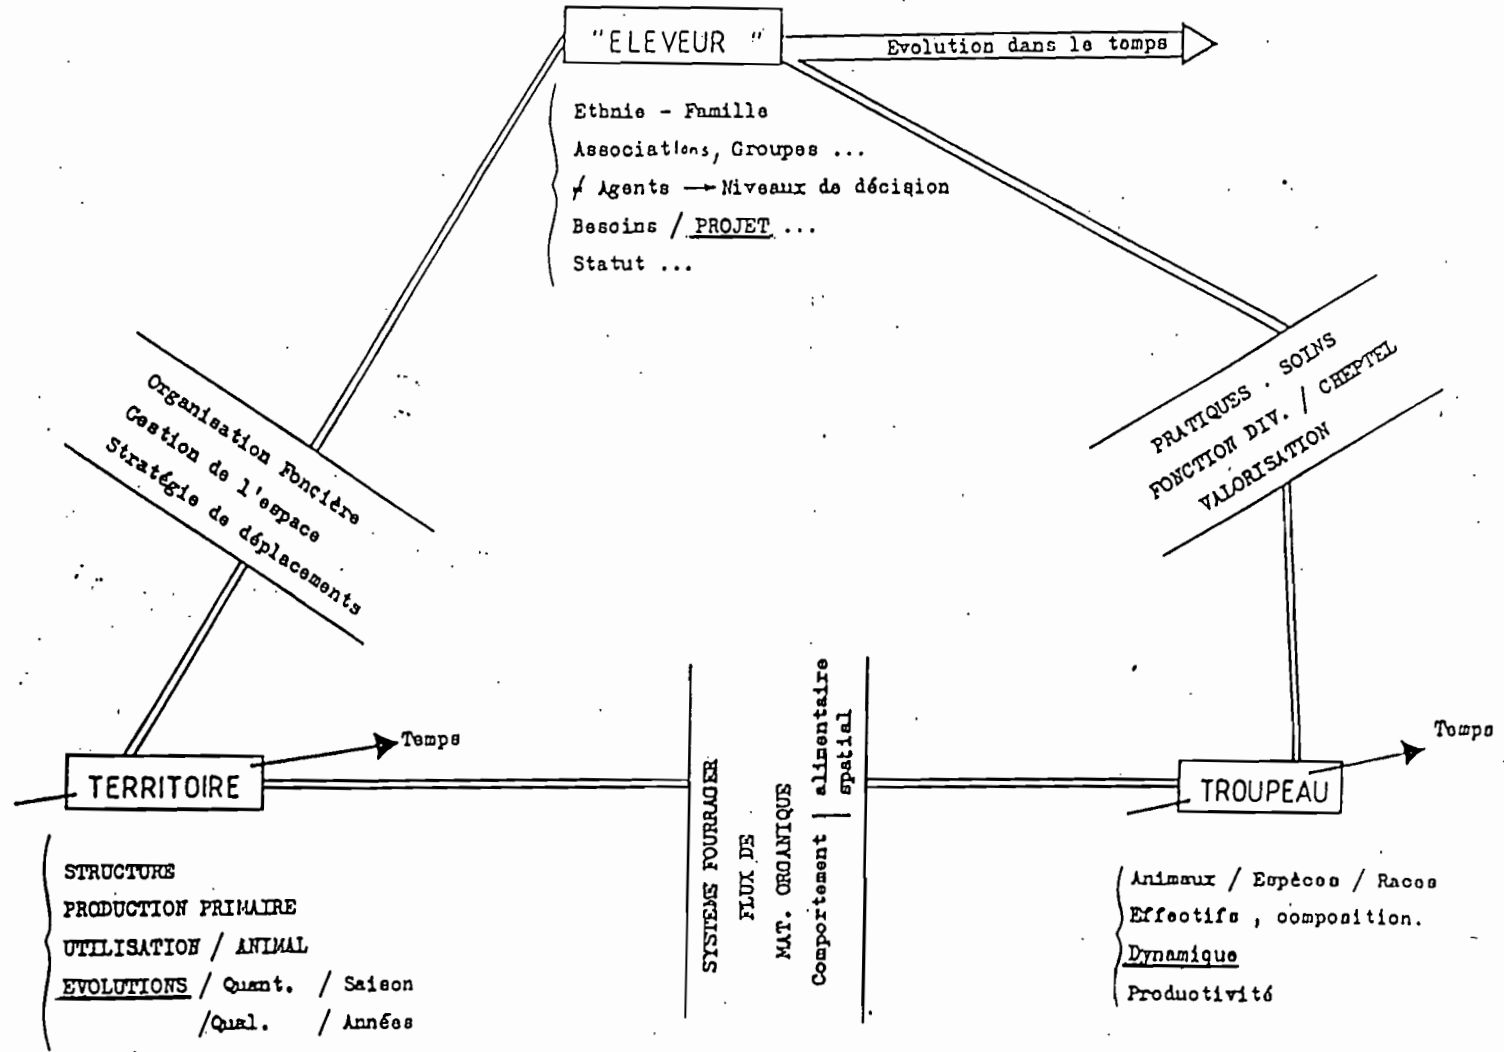 "ELEVEUR "
Evolution dans le temps
Ethnie - Famille
Associations, Groupes ...
≠ Agents → Niveaux de décision
Besoins / PROJET ...
Statut ...
Organisation Foncière
Gestion de l'espace
Stratégie de déplacements
PRATIQUES . SOINS
FONCTION DIV. / CHEPTEL
VALORISATION
TERRITOIRE
Temps
STRUCTURE
PRODUCTION PRIMAIRE
UTILISATION / ANIMAL
EVOLUTIONS / Quant. / Saison
/Qual. / Années
SYSTEME FOURRAGER
FLUX DE
MAT. ORGANIQUE
Comportement | alimentaire
| spatial
TROUPEAU
Temps
Animaux / Espèces / Races
Effectifs , composition.
Dynamique
Productivité